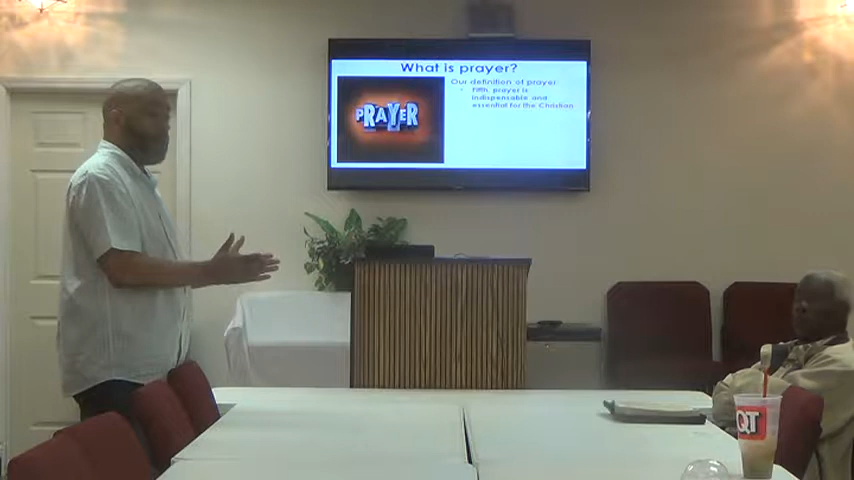 What is prayer?
Our definition of prayer
Fifth, prayer is
indispensable and
essential for the Christian
PRAYER
QT